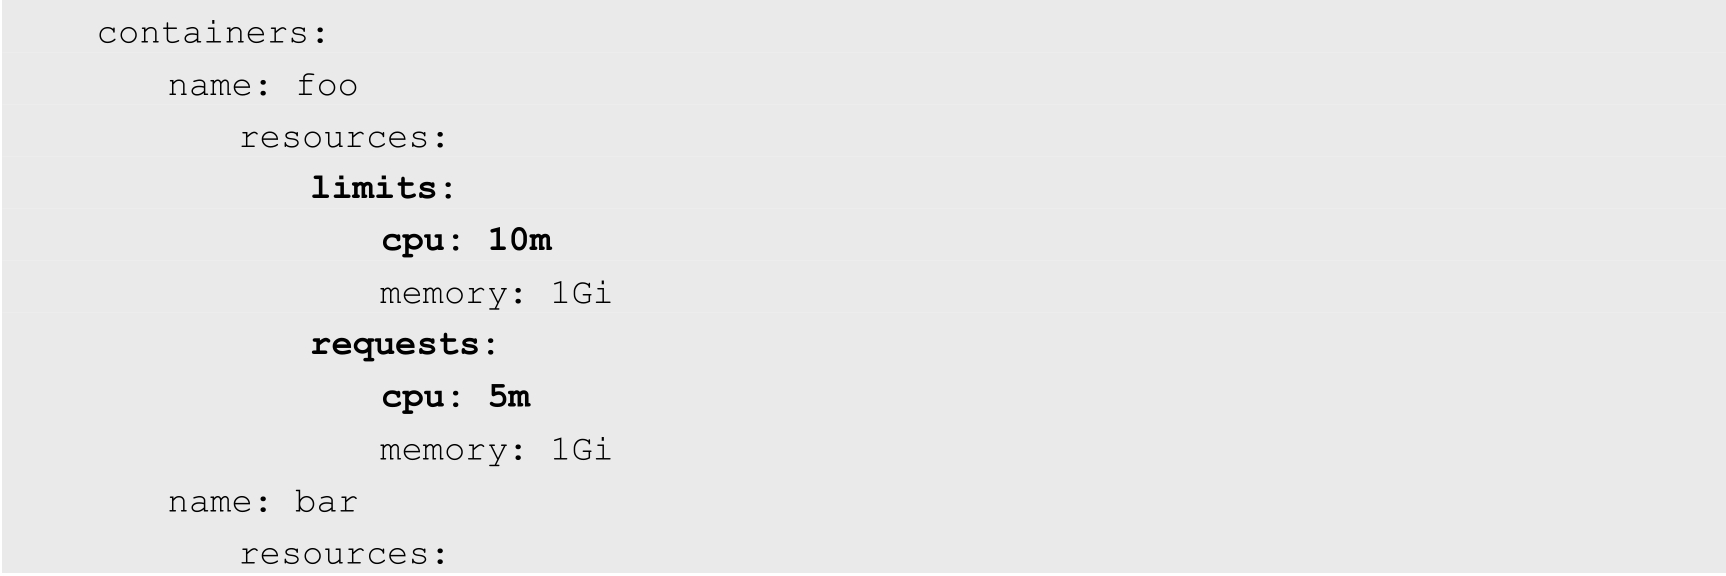 containers:
name: foo
resources:
limits:
cpu: 10m
memory: 1Gi
requests:
cpu: 5m
memory: 1Gi
name: bar
resources: